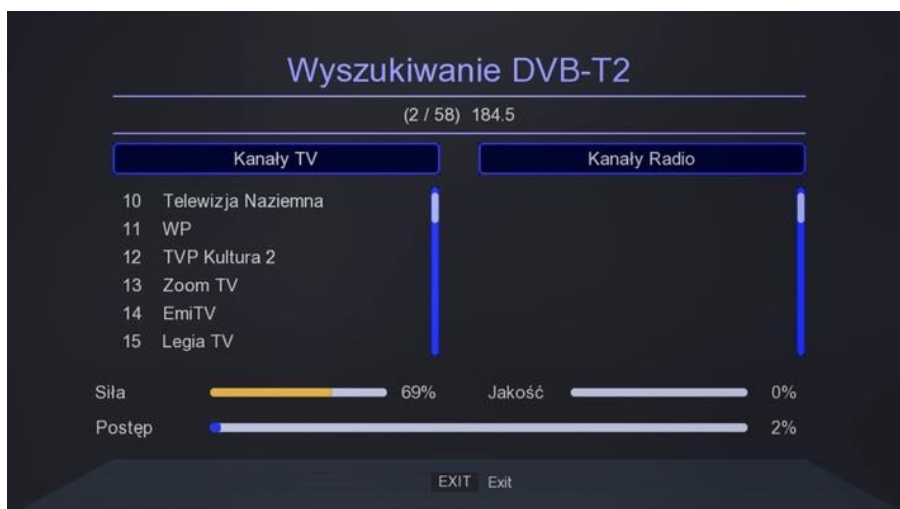 Wyszukiwanie DVB-T2
(2 / 58) 184.5
Kanały TV
Kanały Radio
10 Telewizja Naziemna
11 WP
12 TVP Kultura 2
13 Zoom TV
14 EmiTV
15 Legia TV
Siła 69% Jakość 0%
Postęp 2%
EXIT Exit